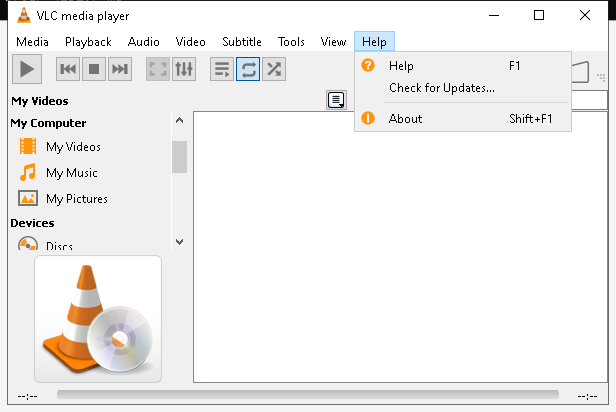 VLC media player
Media Playback Audio Video Subtitle Tools View Help
Help F1
Check for Updates...
About Shift+F1
My Videos
My Computer
My Videos
My Music
My Pictures
Devices
Discs
--:-- --:--